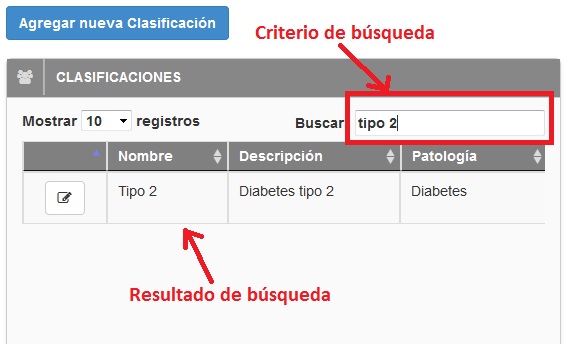 Agregar nueva Clasificación
Criterio de búsqueda
CLASIFICACIONES
Mostrar 10 registros
Buscar tipo 2
Nombre Descripción Patología
Tipo 2 Diabetes tipo 2 Diabetes
Resultado de búsqueda